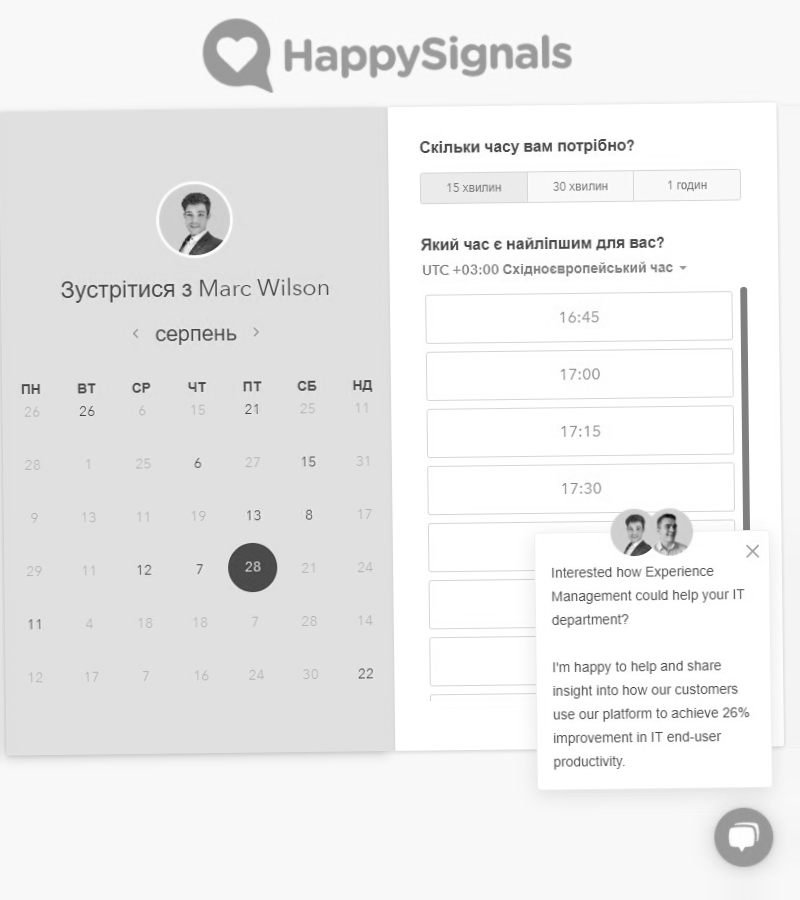 HappySignals
Зустрітися з Marc Wilson
серпень
ПН ВТ СР ЧТ ПТ СБ НД
26 26 6 15 21 25 11
28 1 25 6 27 15 31
9 13 11 19 13 8 17
29 11 12 7 28 21 24
11 4 18 18 7 28 14
12 17 7 16 24 30 22
Скільки часу вам потрібно?
15 хвилин 30 хвилин 1 годин
Який час є найліпшим для вас?
UTC +03:00 Східноєвропейський час
16:45
17:00
17:15
17:30
Interested how Experience
Management could help your IT
department?
I'm happy to help and share
insight into how our customers
use our platform to achieve 26%
improvement in IT end-user
productivity.